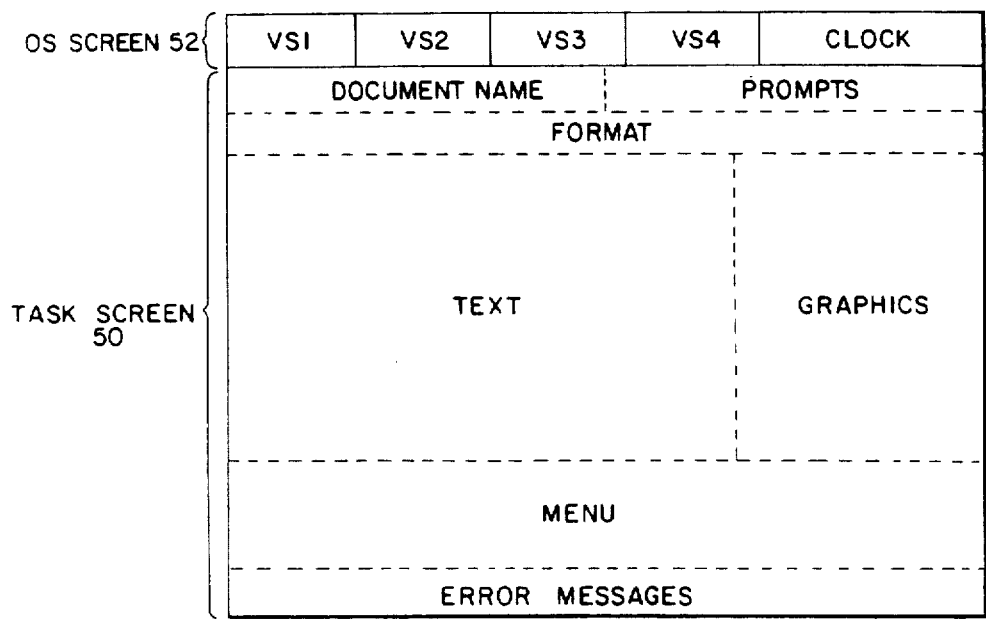 OS SCREEN 52 VS1 VS2 VS3 VS4 CLOCK
DOCUMENT NAME PROMPTS
FORMAT
TASK SCREEN
50
TEXT GRAPHICS
MENU
ERROR MESSAGES